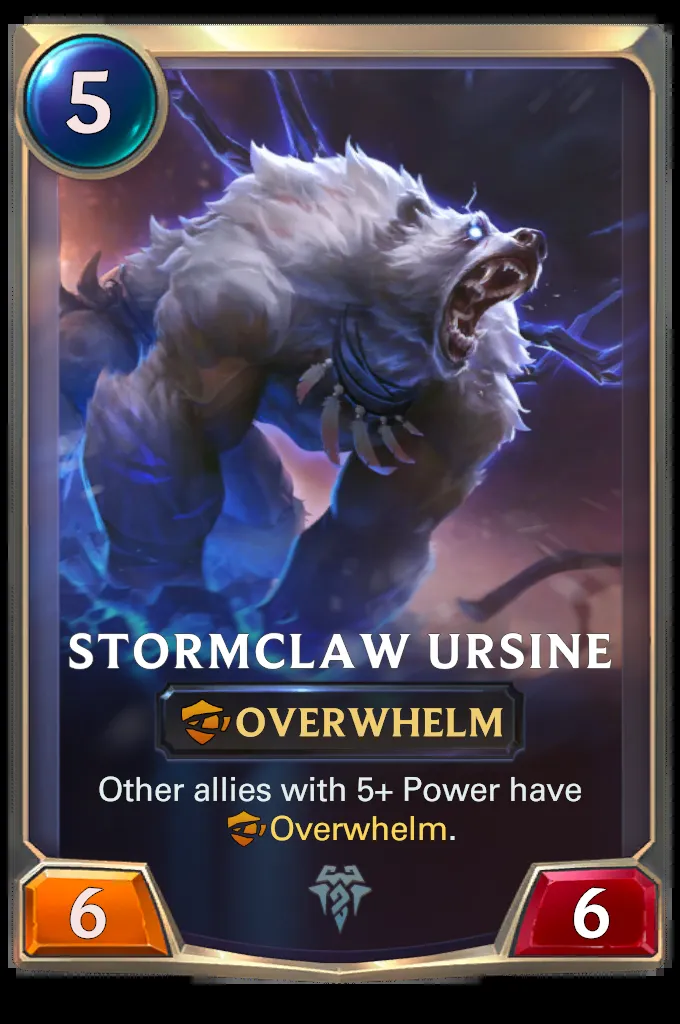 5
STORMCLAW URSINE
OVERWHELM
Other allies with 5+ Power have
Overwhelm.
6 6